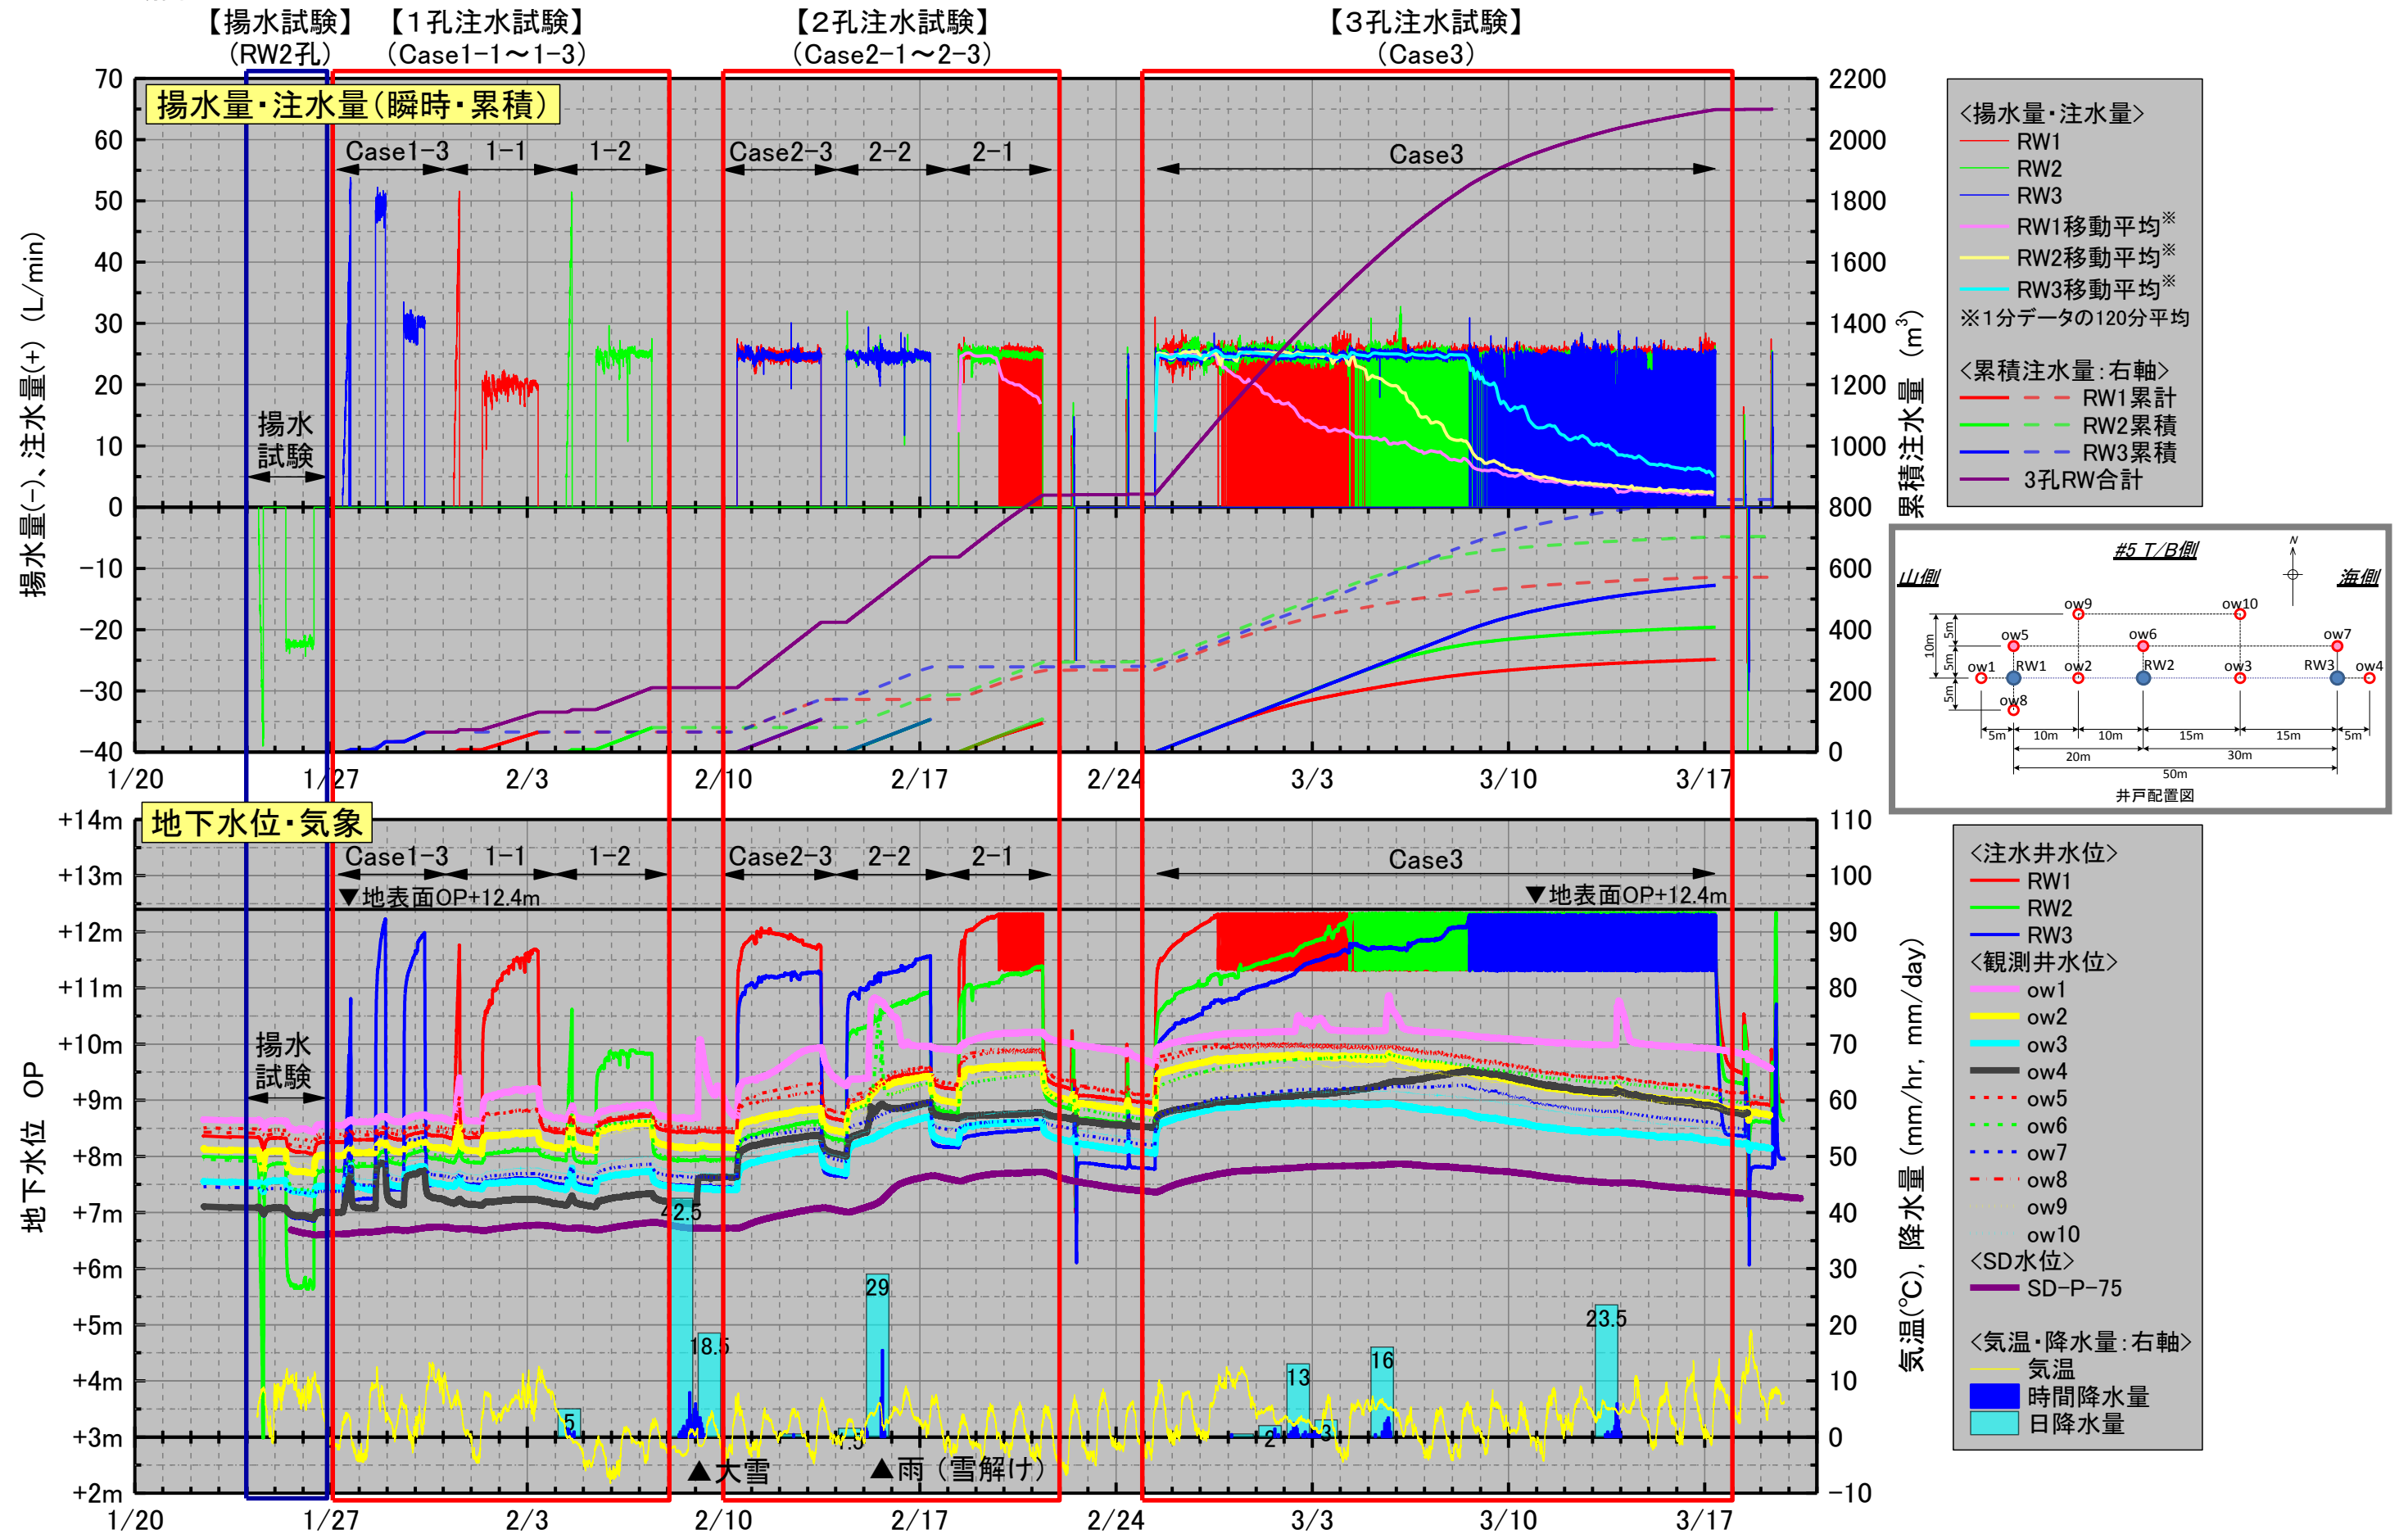 【揚水試験】
（RW2孔）
【１孔注水試験】
（Case1-1～1-3）
【２孔注水試験】
（Case2-1～2-3）
【３孔注水試験】
（Case3）
揚水量・注水量（瞬時・累積）
Case1-3 1-1 1-2 Case2-3 2-2 2-1 Case3
揚水
試験
揚水量(-)、注水量(+) (L/min)
70
60
50
40
30
20
10
0
-10
-20
-30
-40
累積注水量 (m³)
2200
2000
1800
1600
1400
1200
1000
800
600
400
200
0
1/20 1/27 2/3 2/10 2/17 2/24 3/3 3/10 3/17
<揚水量・注水量>
RW1
RW2
RW3
RW1移動平均※
RW2移動平均※
RW3移動平均※
※１分データの120分平均
<累積注水量：右軸>
RW1累計
RW2累積
RW3累積
3孔RW合計
#5 T/B側
N
山側
海側
ow9 ow10
ow5 ow6 ow7
ow1 RW1 ow2 RW2 ow3 RW3 ow4
ow8
10m
5m
5m
5m
5m 10m 10m 15m 15m 5m
20m 30m
50m
井戸配置図
地下水位・気象
Case1-3 1-1 1-2 Case2-3 2-2 2-1 Case3
▼地表面OP+12.4m
▼地表面OP+12.4m
揚水
試験
地下水位 OP
+14m
+13m
+12m
+11m
+10m
+9m
+8m
+7m
+6m
+5m
+4m
+3m
+2m
気温(℃), 降水量 (mm/hr, mm/day)
110
100
90
80
70
60
50
40
30
20
10
0
-10
5
42.5
18.5
7.5
29
2
13
3
16
23.5
▲大雪
▲雨（雪解け）
1/20 1/27 2/3 2/10 2/17 2/24 3/3 3/10 3/17
<注水井水位>
RW1
RW2
RW3
<観測井水位>
ow1
ow2
ow3
ow4
ow5
ow6
ow7
ow8
ow9
ow10
<SD水位>
SD-P-75
<気温・降水量：右軸>
気温
時間降水量
日降水量